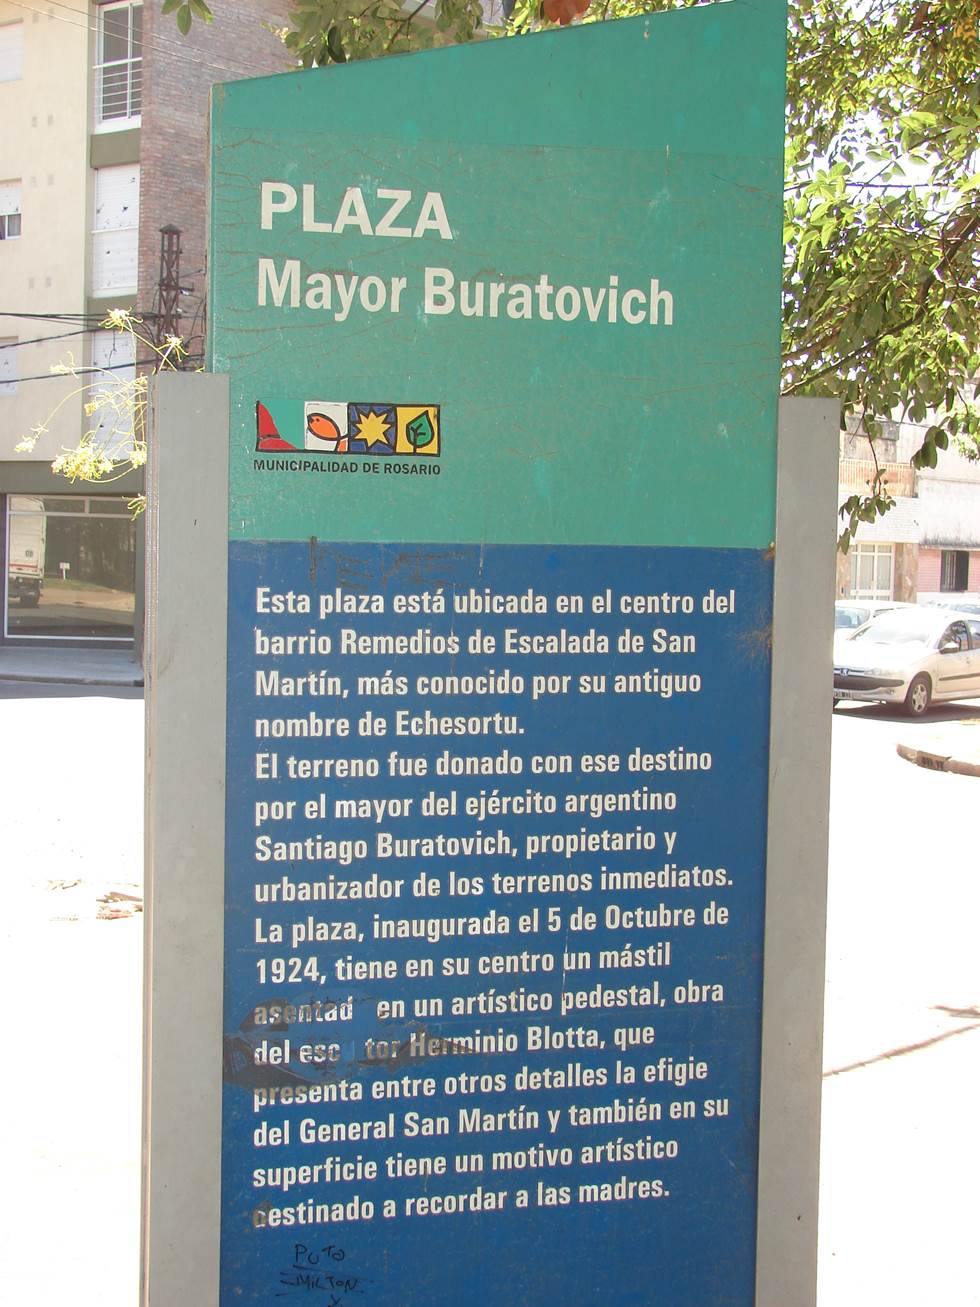 PLAZA
Mayor Buratovich
MUNICIPALIDAD DE ROSARIO
Esta plaza está ubicada en el centro del
barrio Remedios de Escalada de San
Martín, más conocido por su antiguo
nombre de Echesortu.
El terreno fue donado con ese destino
por el mayor del ejército argentino
Santiago Buratovich, propietario y
urbanizador de los terrenos inmediatos.
La plaza, inaugurada el 5 de Octubre de
1924, tiene en su centro un mástil
asentad en un artístico pedestal, obra
del esc tor Herminio Blotta, que
presenta entre otros detalles la efigie
del General San Martín y también en su
superficie tiene un motivo artístico
destinado a recordar a las madres.
PUTO
MILTON